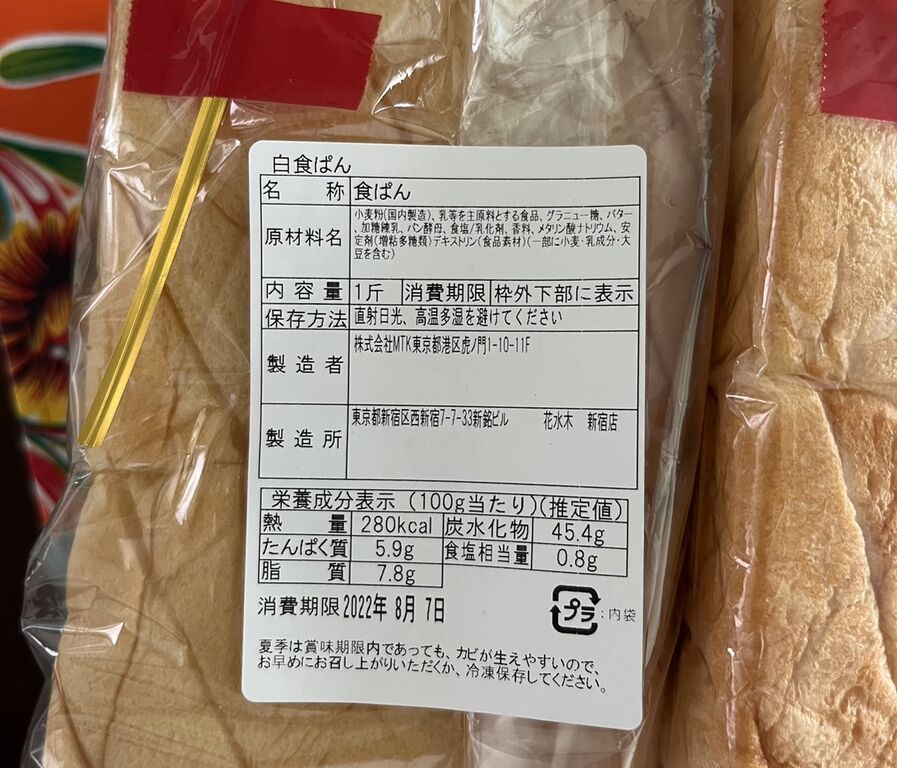 白食ぱん
名称 食ぱん
原材料名 小麦粉(国内製造)、乳等を主原料とする食品、グラニュー糖、バター
、加糖練乳、パン酵母、食塩/乳化剤、香料、メタリン酸ナトリウム、安
定剤(増粘多糖類)デキストリン(食品素材)(一部に小麦・乳成分・大
豆を含む)
内容量 1斤 消費期限 枠外下部に表示
保存方法 直射日光、高温多湿を避けてください
製造者 株式会社MTK東京都港区虎ノ門1-10-11F
製造所 東京都新宿区西新宿7-7-33新銘ビル 花水木 新宿店
栄養成分表示(100g当たり)(推定値)
熱量 280kcal 炭水化物 45.4g
たんぱく質 5.9g 食塩相当量 0.8g
脂質 7.8g
消費期限 2022年 8月 7日
プラ :内袋
夏季は賞味期限内であっても、カビが生えやすいので、
お早めにお召し上がりいただくか、冷凍保存してください。